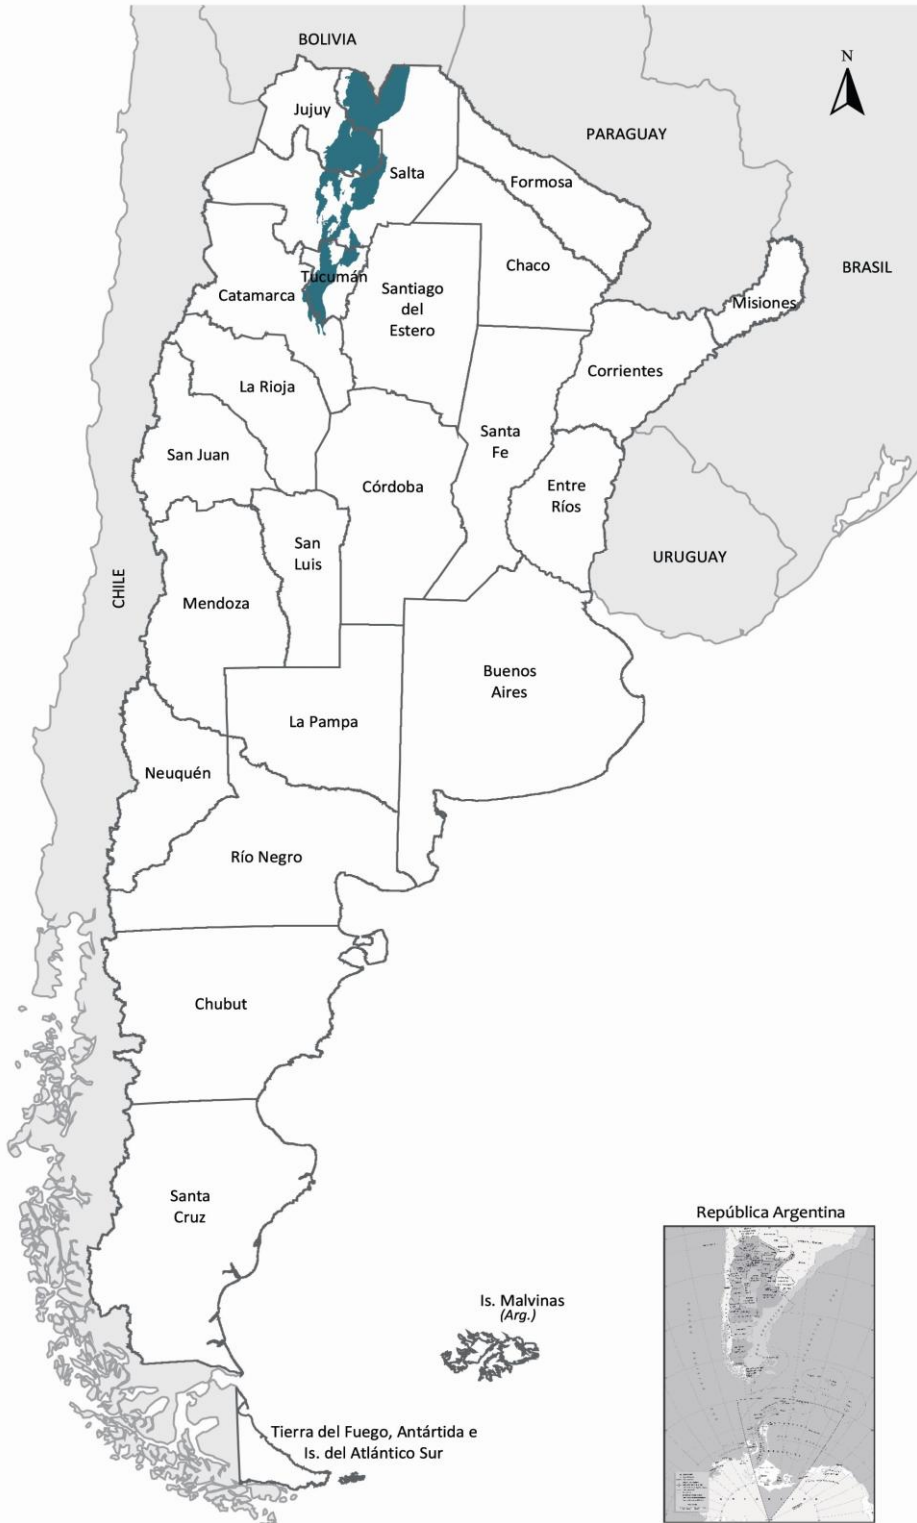 BOLIVIA
N
Jujuy
PARAGUAY
Salta
Formosa
Chaco
BRASIL
Tucumán
Catamarca
Santiago
del
Estero
Misiones
Corrientes
La Rioja
Santa
Fe
San Juan
Córdoba
Entre
Ríos
San
Luis
URUGUAY
CHILE
Mendoza
Buenos
Aires
La Pampa
Neuquén
Río Negro
Chubut
Santa
Cruz
República Argentina
Is. Malvinas
(Arg.)
Tierra del Fuego, Antártida e
Is. del Atlántico Sur